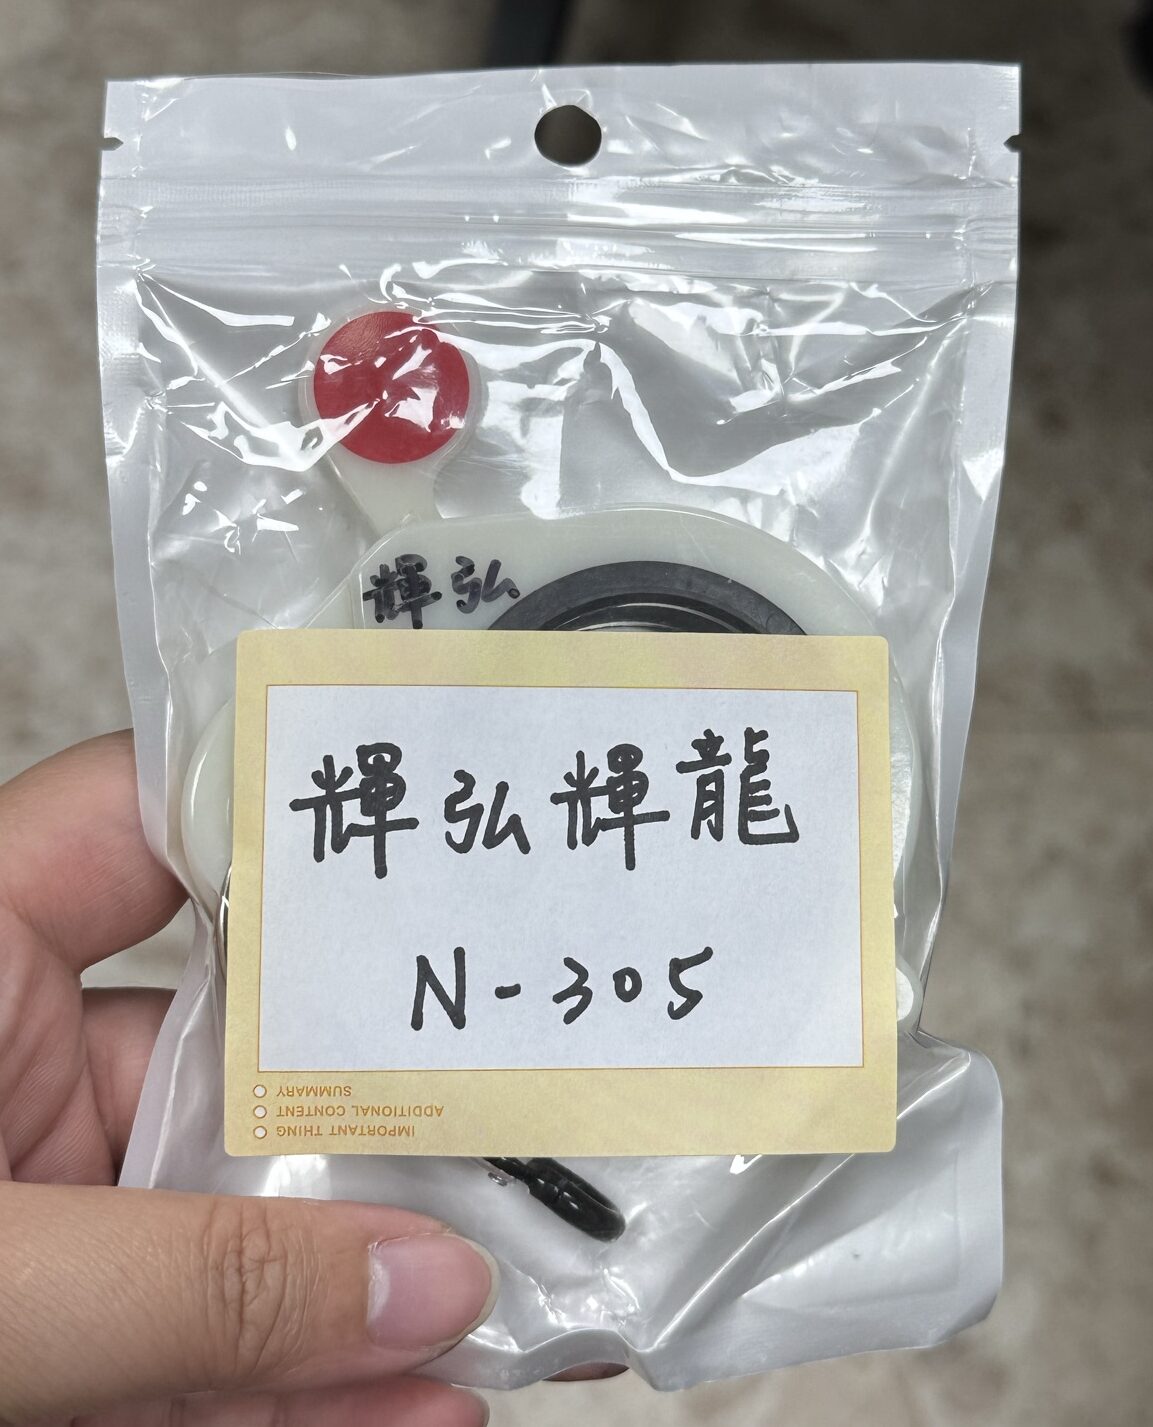 輝弘
輝弘輝龍
N-305
SUMMARY
ADDITIONAL CONTENT
IMPORTANT THING